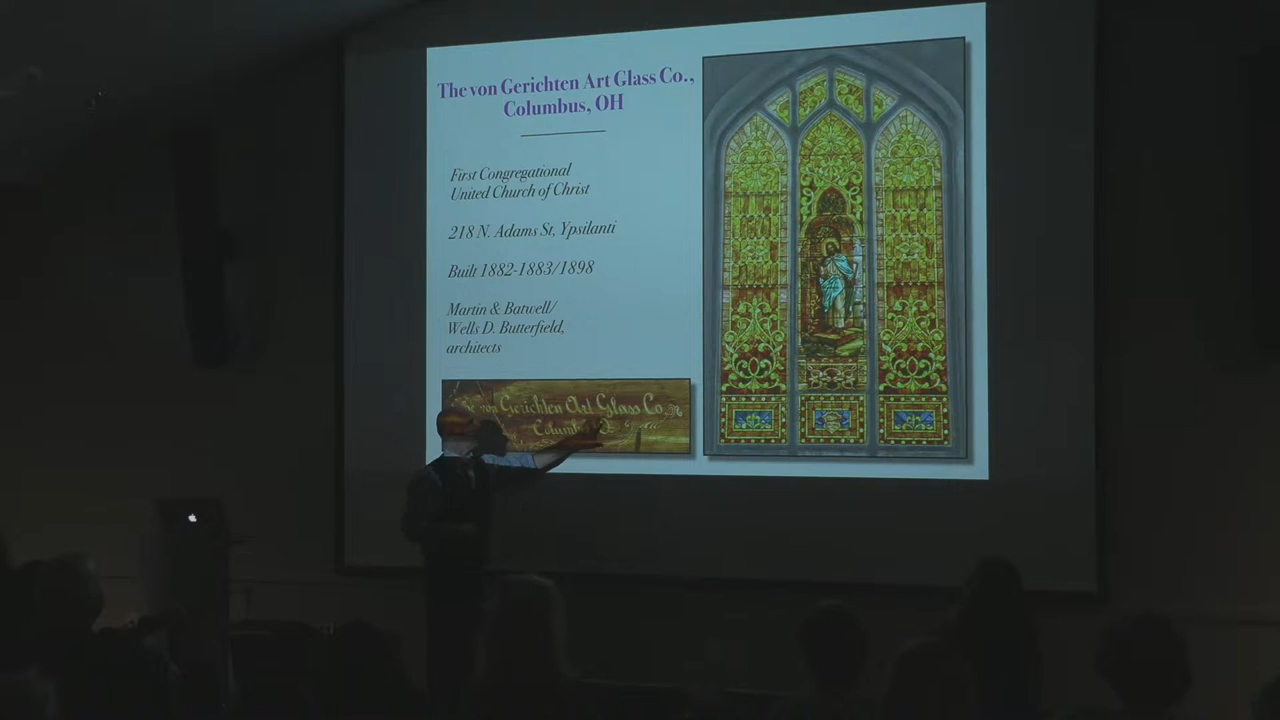 The von Gerichten Art Glass Co.,
Columbus, OH
First Congregational
United Church of Christ
218 N. Adams St, Ypsilanti
Built 1882-1883/1898
Martin & Batwell/
Wells D. Butterfield,
architects
von Gerichten Art Glass Co